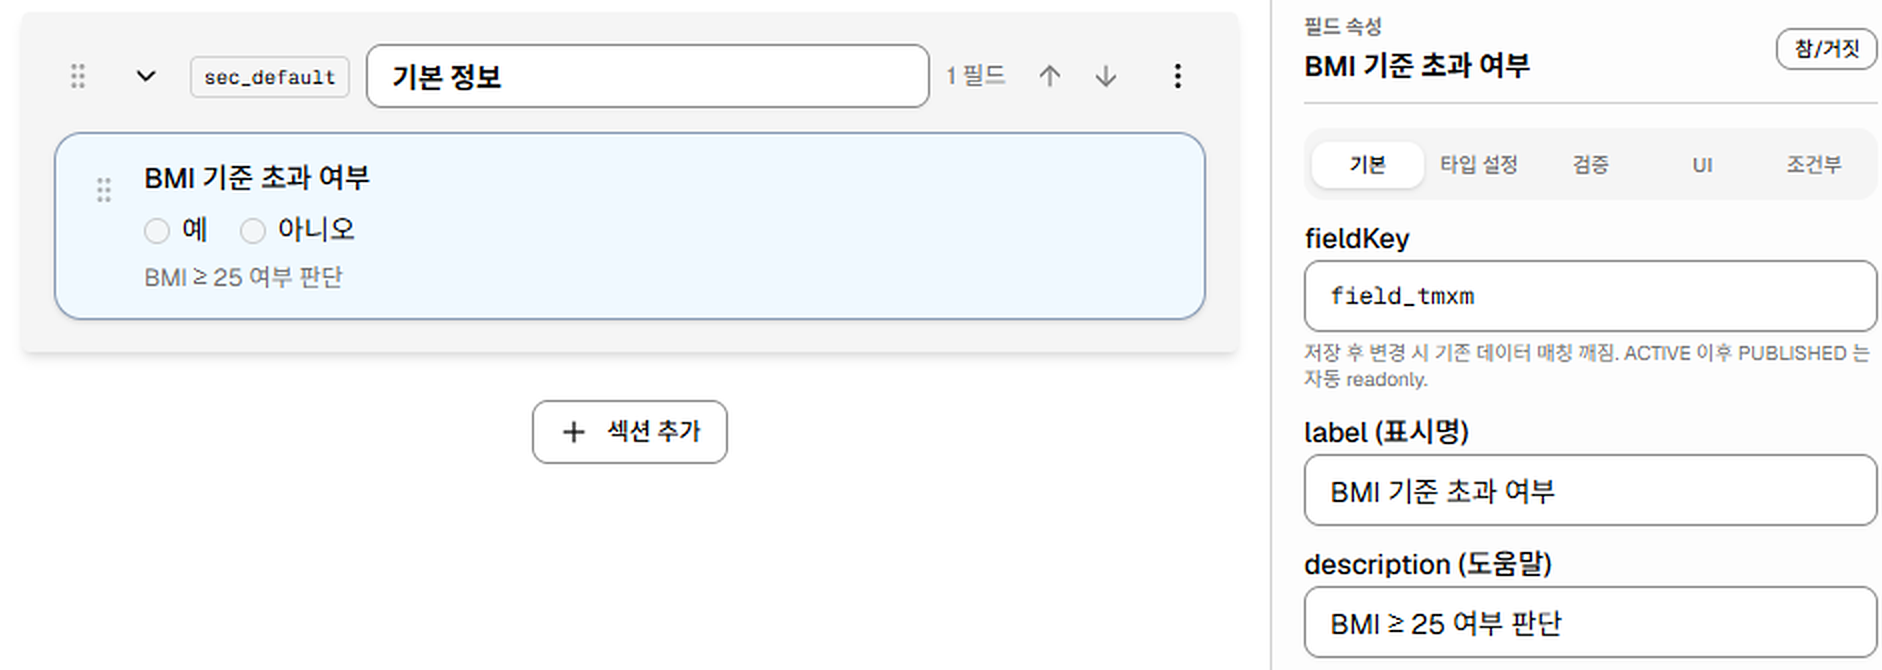 sec_default
기본 정보
1 필드
BMI 기준 초과 여부
예 아니오
BMI ≥ 25 여부 판단
섹션 추가
필드 속성
BMI 기준 초과 여부
참/거짓
기본 타입 설정 검증 UI 조건부
fieldKey
field_tmxm
저장 후 변경 시 기존 데이터 매칭 깨짐. ACTIVE 이후 PUBLISHED 는
자동 readonly.
label (표시명)
BMI 기준 초과 여부
description (도움말)
BMI ≥ 25 여부 판단